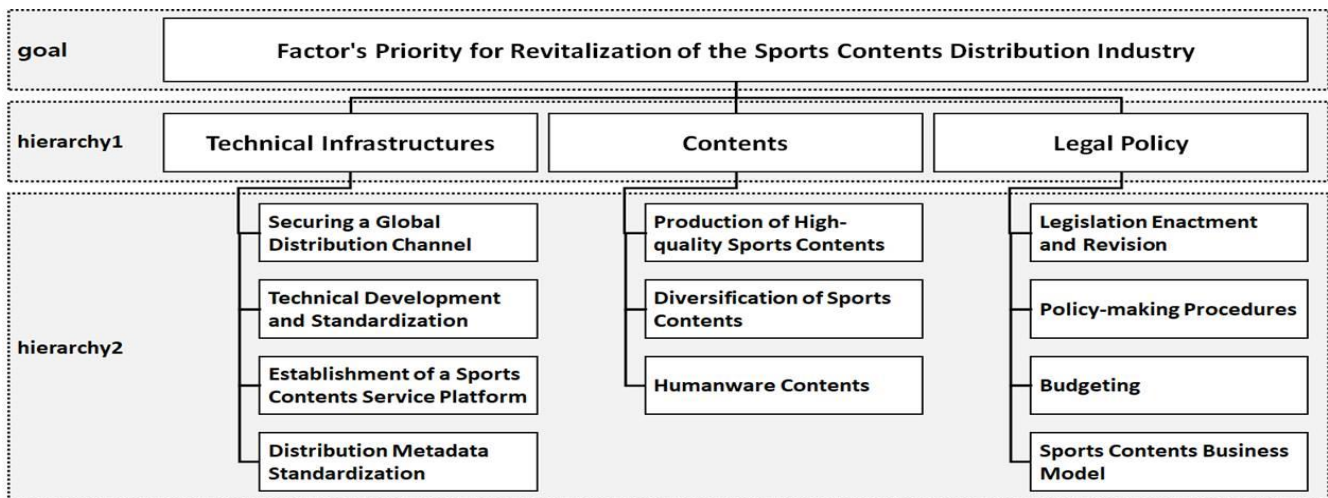 goal
Factor's Priority for Revitalization of the Sports Contents Distribution Industry
hierarchy1
Technical Infrastructures
Contents
Legal Policy
hierarchy2
Securing a Global
Distribution Channel
Technical Development
and Standardization
Establishment of a Sports
Contents Service Platform
Distribution Metadata
Standardization
Production of High-
quality Sports Contents
Diversification of Sports
Contents
Humanware Contents
Legislation Enactment
and Revision
Policy-making Procedures
Budgeting
Sports Contents Business
Model